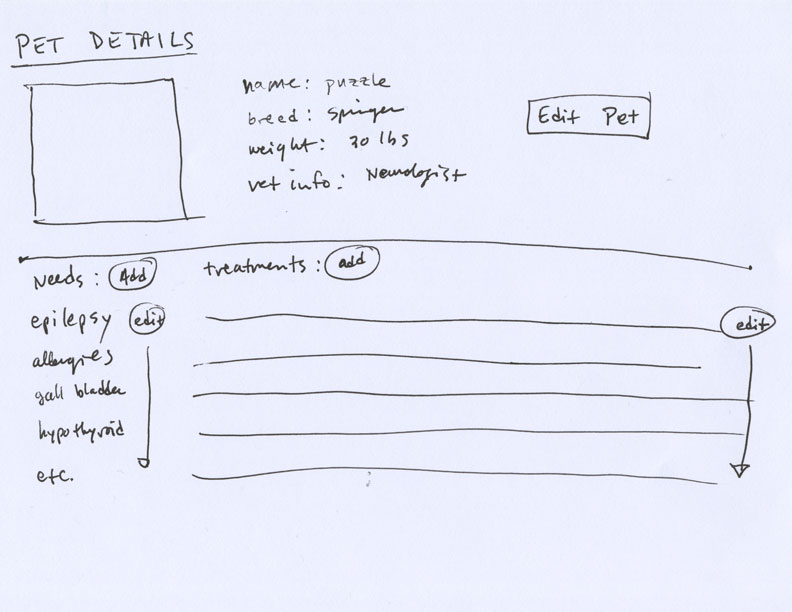 PET DETAILS
name: puzzle
breed: Springer
weight: 30 lbs
vet info: Neurologist
Edit Pet
Needs: Add treatments: add
epilepsy edit edit
allergies
gall bladder
hypothyroid
etc.